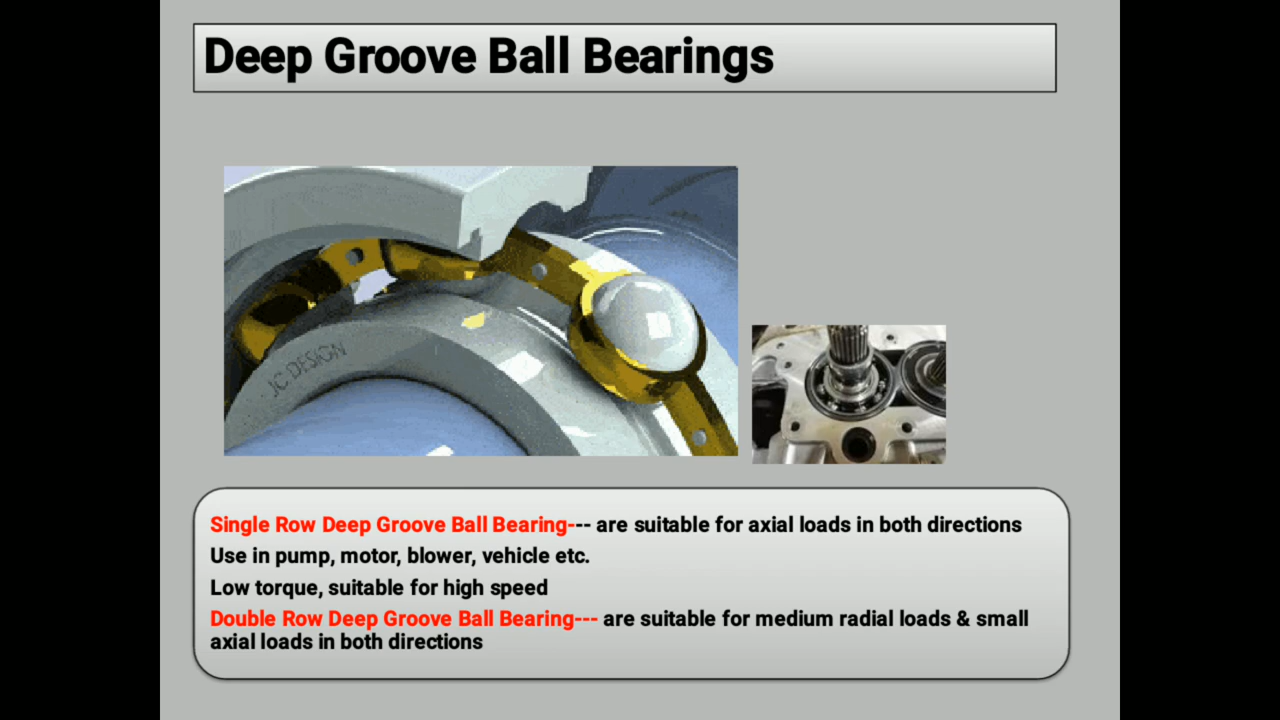 Deep Groove Ball Bearings
JC DESIGN
Single Row Deep Groove Ball Bearing--- are suitable for axial loads in both directions
Use in pump, motor, blower, vehicle etc.
Low torque, suitable for high speed
Double Row Deep Groove Ball Bearing--- are suitable for medium radial loads & small
axial loads in both directions